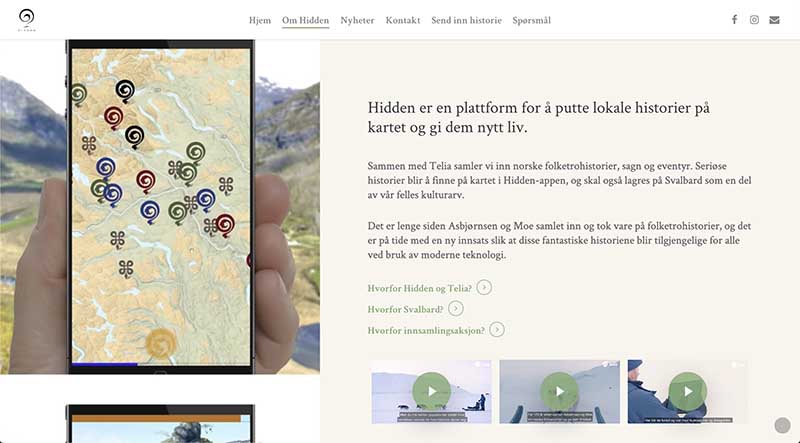 HIDDEN
Hjem Om Hidden Nyheter Kontakt Send inn historie Spørsmål
Hidden er en plattform for å putte lokale historier på
kartet og gi dem nytt liv.
Sammen med Telia samler vi inn norske folketrohistorier, sagn og eventyr. Seriøse
historier blir å finne på kartet i Hidden-appen, og skal også lagres på Svalbard som en del
av vår felles kulturarv.
Det er lenge siden Asbjørnsen og Moe samlet inn og tok vare på folketrohistorier, og det
er på tide med en ny innsats slik at disse fantastiske historiene blir tilgjengelige for alle
ved bruk av moderne teknologi.
Hvorfor Hidden og Telia?
Hvorfor Svalbard?
Hvorfor innsamlingsaksjon?